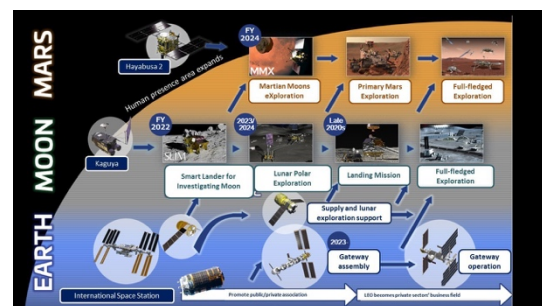 MARS
MOON
EARTH
Hayabusa 2
Human presence area expands
FY
2024
MMX
Martian Moons
eXploration
Primary Mars
Exploration
Full-fledged
Exploration
Kaguya
FY
2022
SLIM
Smart Lander for
Investigating Moon
2023/
2024
Lunar Polar
Exploration
Late
2020s
Landing Mission
Full-fledged
Exploration
Supply and lunar
exploration support
2023
Gateway
assembly
Gateway
operation
International Space Station
Promote public/private association
LEO becomes private sectors' business field